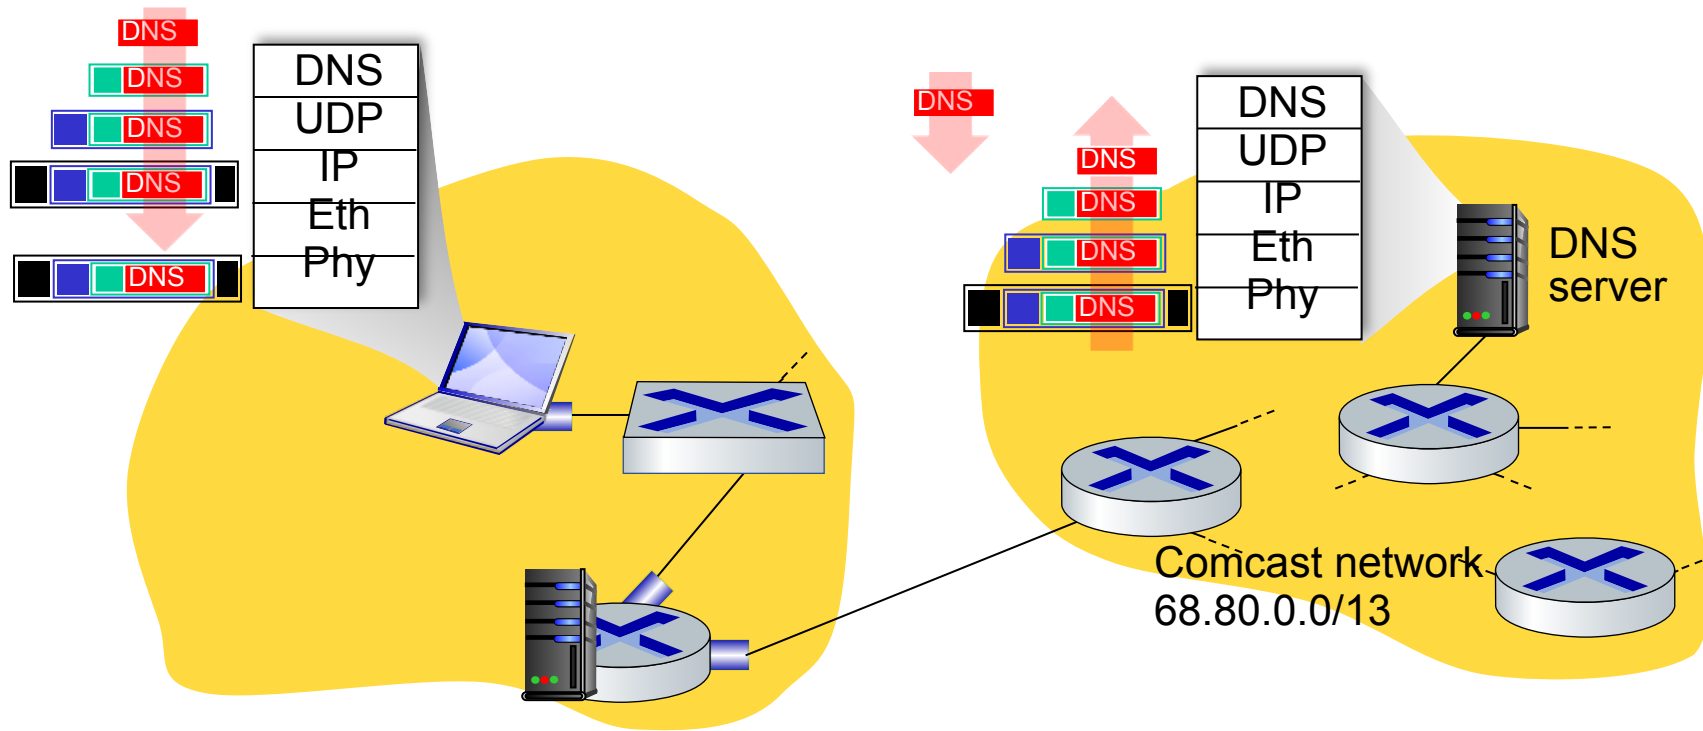 DNS
DNS
DNS
DNS
DNS
DNS
UDP
IP
Eth
Phy
DNS
DNS
DNS
DNS
DNS
DNS
UDP
IP
Eth
Phy
DNS
server
Comcast network
68.80.0.0/13